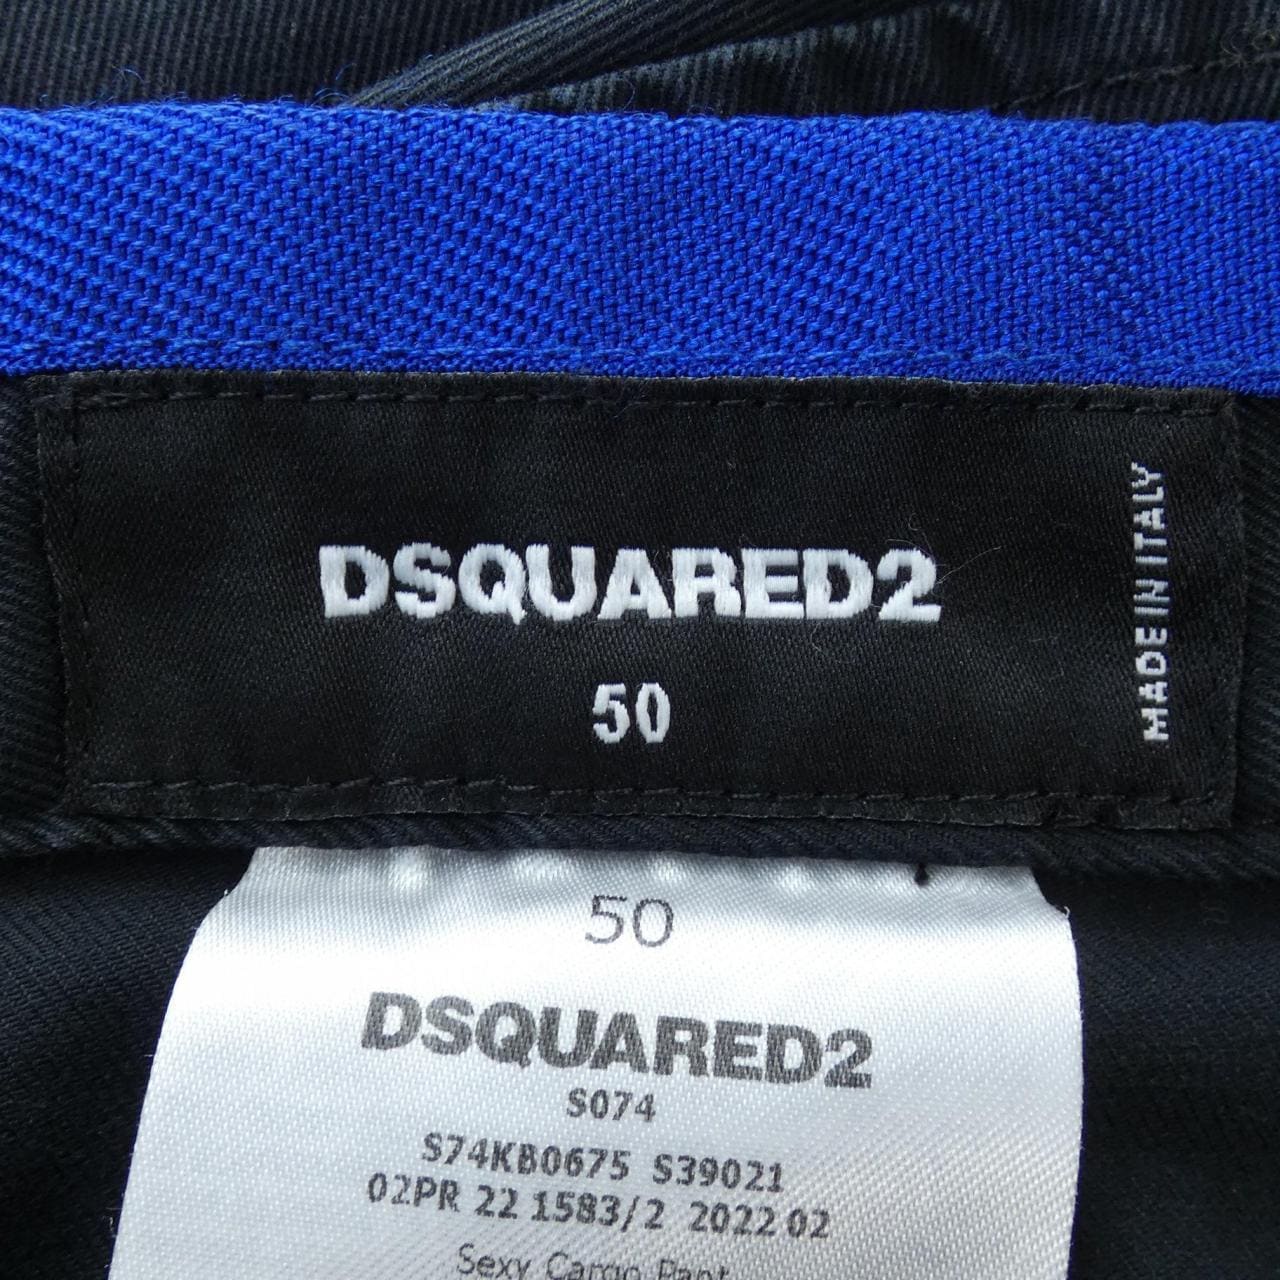 DSQUARED2
50
MADE IN ITALY
50
DSQUARED2
S074
S74KB0675 S39021
02PR 22 1583/2 2022 02
Sexy Cargo Pant